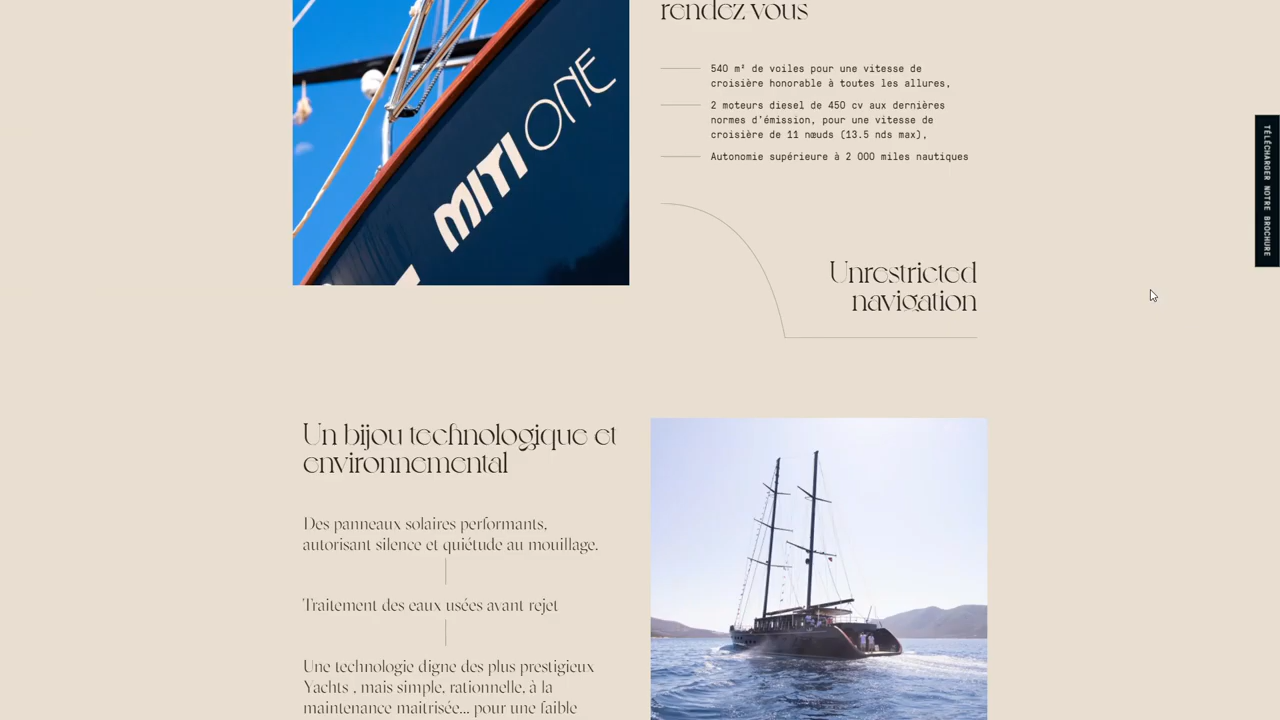 rendez vous
MITI ONE
540 m² de voiles pour une vitesse de
croisière honorable à toutes les allures,
2 moteurs diesel de 450 cv aux dernières
normes d'émission, pour une vitesse de
croisière de 11 nœuds (13.5 nds max),
Autonomie supérieure à 2 000 miles nautiques
TÉLÉCHARGER NOTRE BROCHURE
Unrestricted
navigation
Un bijou technologique et
environnemental
Des panneaux solaires performants,
autorisant silence et quiétude au mouillage.
Traitement des eaux usées avant rejet
Une technologie digne des plus prestigieux
Yachts , mais simple, rationnelle, à la
maintenance maitrisée... pour une faible